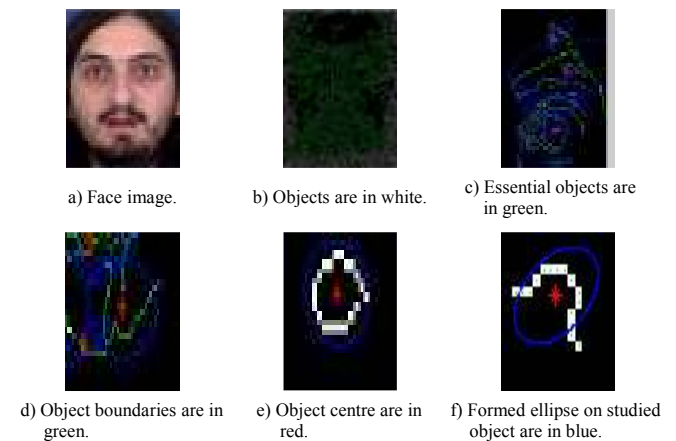 a) Face image.
b) Objects are in white.
c) Essential objects are
in green.
d) Object boundaries are in
green.
e) Object centre are in
red.
f) Formed ellipse on studied
object are in blue.